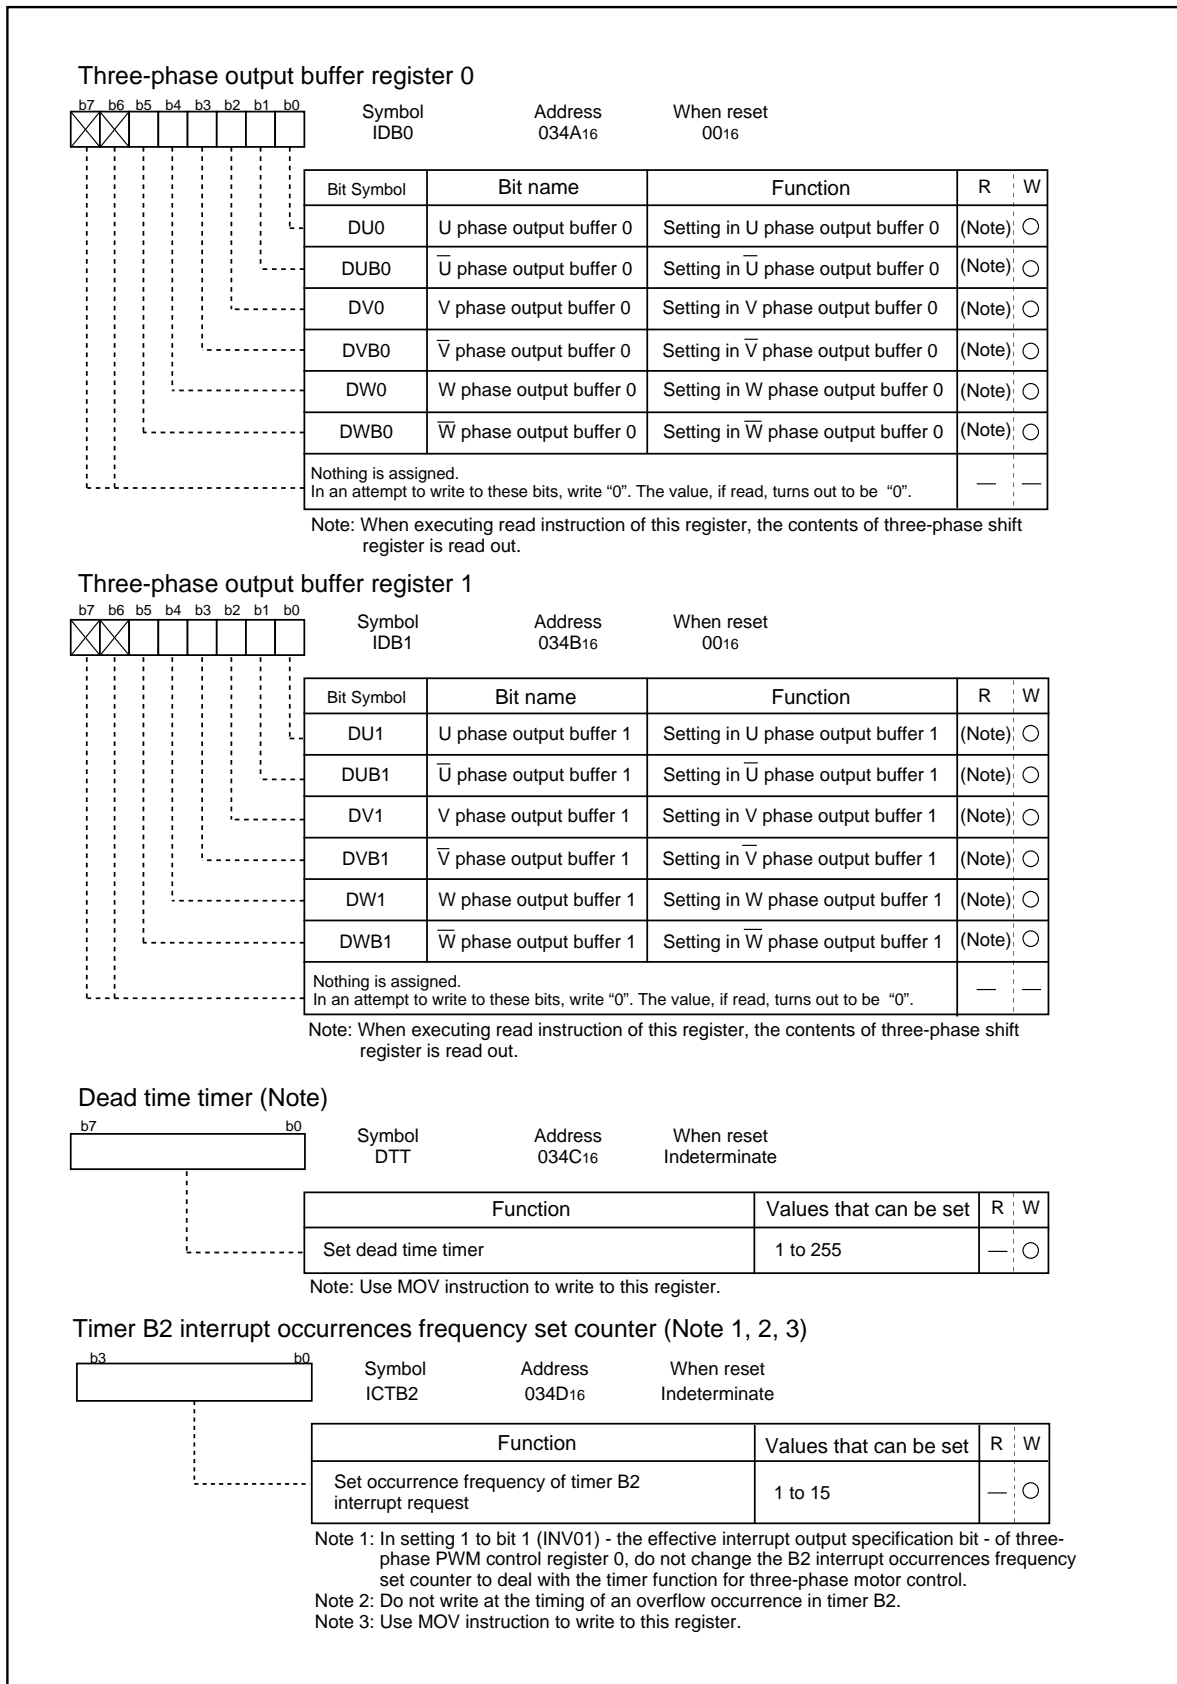 Three-phase output buffer register 0
b7 b6 b5 b4 b3 b2 b1 b0
Symbol Address When reset
IDB0 034A16 0016
Bit Symbol Bit name Function R W
DU0 U phase output buffer 0 Setting in U phase output buffer 0 (Note) ○
DUB0 U̅ phase output buffer 0 Setting in U̅ phase output buffer 0 (Note) ○
DV0 V phase output buffer 0 Setting in V phase output buffer 0 (Note) ○
DVB0 V̅ phase output buffer 0 Setting in V̅ phase output buffer 0 (Note) ○
DW0 W phase output buffer 0 Setting in W phase output buffer 0 (Note) ○
DWB0 W̅ phase output buffer 0 Setting in W̅ phase output buffer 0 (Note) ○
Nothing is assigned.
In an attempt to write to these bits, write “0”. The value, if read, turns out to be “0”. — —
Note: When executing read instruction of this register, the contents of three-phase shift
register is read out.
Three-phase output buffer register 1
b7 b6 b5 b4 b3 b2 b1 b0
Symbol Address When reset
IDB1 034B16 0016
Bit Symbol Bit name Function R W
DU1 U phase output buffer 1 Setting in U phase output buffer 1 (Note) ○
DUB1 U̅ phase output buffer 1 Setting in U̅ phase output buffer 1 (Note) ○
DV1 V phase output buffer 1 Setting in V phase output buffer 1 (Note) ○
DVB1 V̅ phase output buffer 1 Setting in V̅ phase output buffer 1 (Note) ○
DW1 W phase output buffer 1 Setting in W phase output buffer 1 (Note) ○
DWB1 W̅ phase output buffer 1 Setting in W̅ phase output buffer 1 (Note) ○
Nothing is assigned.
In an attempt to write to these bits, write “0”. The value, if read, turns out to be “0”. — —
Note: When executing read instruction of this register, the contents of three-phase shift
register is read out.
Dead time timer (Note)
b7 b0
Symbol Address When reset
DTT 034C16 Indeterminate
Function Values that can be set R W
Set dead time timer 1 to 255 — ○
Note: Use MOV instruction to write to this register.
Timer B2 interrupt occurrences frequency set counter (Note 1, 2, 3)
b3 b0
Symbol Address When reset
ICTB2 034D16 Indeterminate
Function Values that can be set R W
Set occurrence frequency of timer B2
interrupt request 1 to 15 — ○
Note 1: In setting 1 to bit 1 (INV01) - the effective interrupt output specification bit - of three-
phase PWM control register 0, do not change the B2 interrupt occurrences frequency
set counter to deal with the timer function for three-phase motor control.
Note 2: Do not write at the timing of an overflow occurrence in timer B2.
Note 3: Use MOV instruction to write to this register.